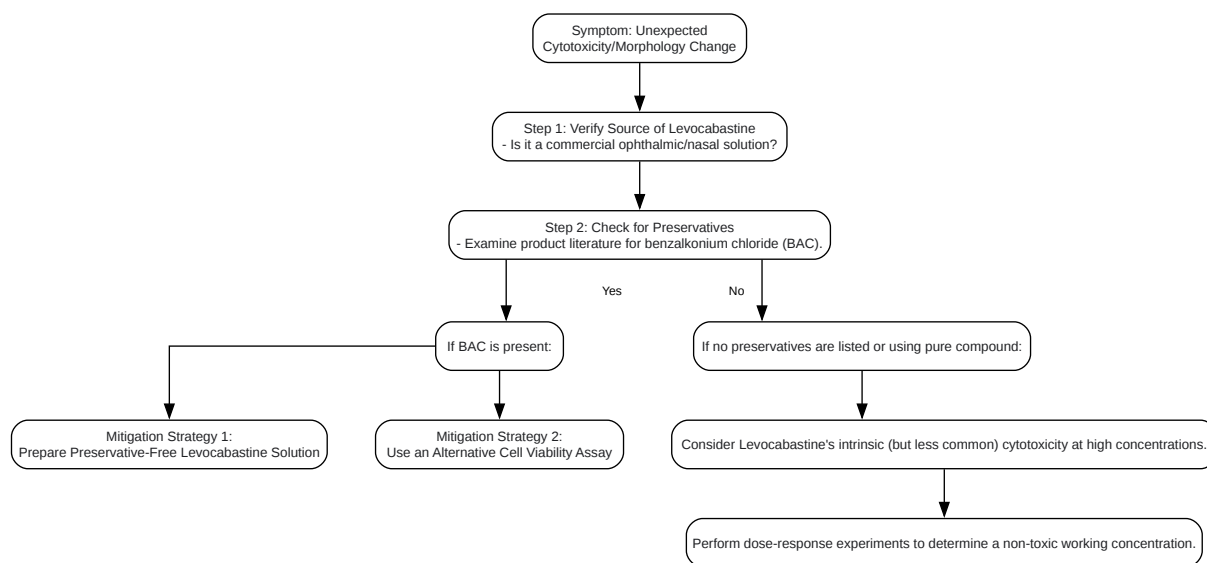 Symptom: Unexpected
Cytotoxicity/Morphology Change
Step 1: Verify Source of Levocabastine
- Is it a commercial ophthalmic/nasal solution?
Step 2: Check for Preservatives
- Examine product literature for benzalkonium chloride (BAC).
Yes
No
If BAC is present:
If no preservatives are listed or using pure compound:
Mitigation Strategy 1:
Prepare Preservative-Free Levocabastine Solution
Mitigation Strategy 2:
Use an Alternative Cell Viability Assay
Consider Levocabastine's intrinsic (but less common) cytotoxicity at high concentrations.
Perform dose-response experiments to determine a non-toxic working concentration.